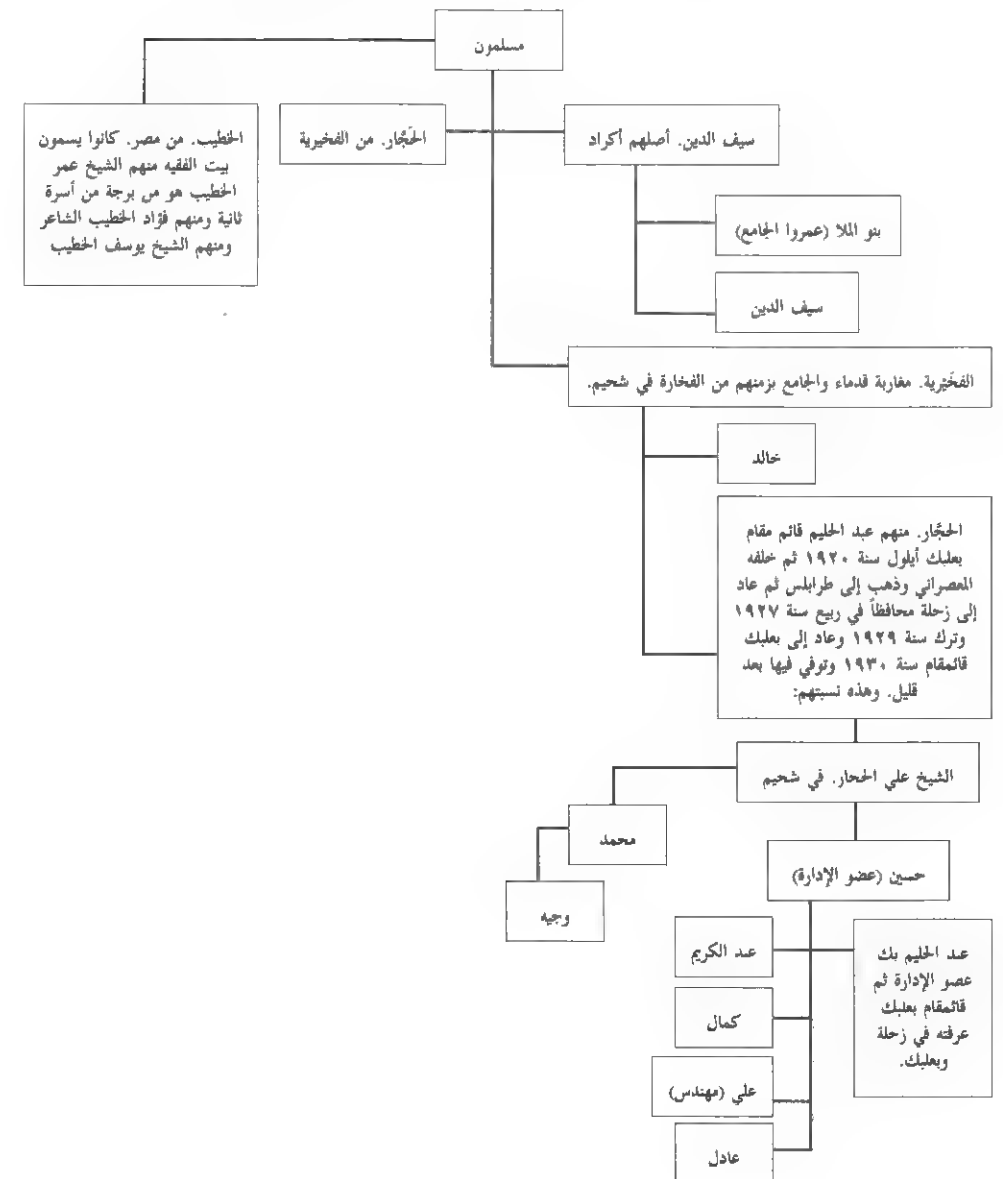 مسلمون
سيف الدين. أصلهم أكراد
الحَجَّار. من الفخيرية
الخطيب. من مصر. كانوا يسمون
بيت الفقيه منهم الشيخ عمر
الخطيب هو من برجة من أسرة
ثانية ومنهم فؤاد الخطيب الشاعر
ومنهم الشيخ يوسف الخطيب
بنو الملا (عمروا الجامع)
سيف الدين
الفَخَيْرية. مغاربة قدماء والجامع بزمنهم من الفخارة في شحيم.
خالد
الحجَّار. منهم عبد الحليم قائم مقام
بعلبك أيلول سنة ١٩٢٠ ثم خلفه
المعصراني وذهب إلى طرابلس ثم عاد
إلى زحلة محافظاً في ربيع سنة ١٩٢٧
وترك سنة ١٩٢٩ وعاد إلى بعلبك
قائمقام سنة ١٩٣٠ وتوفي فيها بعد
قليل. وهذه نسبتهم:
الشيخ علي الححار. في شحيم
محمد
وجيه
حسين (عضو الإدارة)
عبد الحليم بك
عضو الإدارة ثم
قائمقام بعلبك
عرفته في زحلة
وبعلبك.
عبد الكريم
كمال
علي (مهندس)
عادل